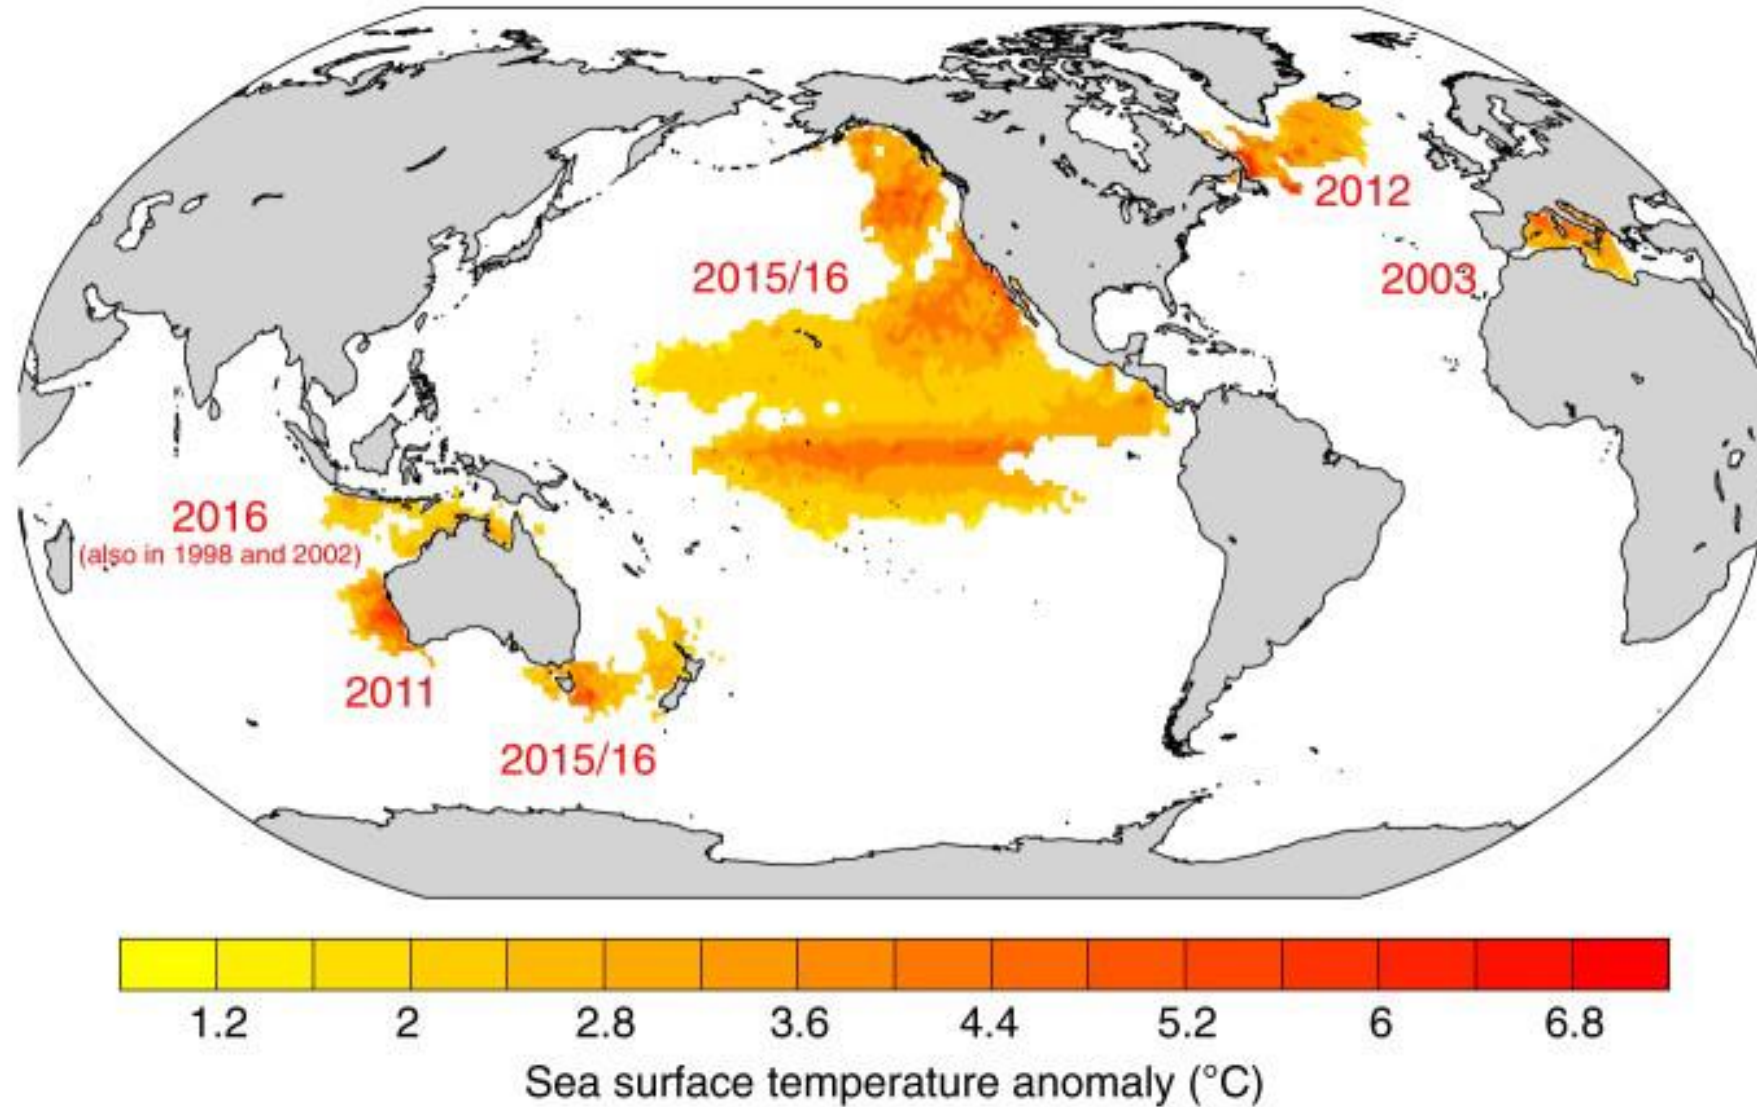 2012
2015/16
2003
2016
(also in 1998 and 2002)
2011
2015/16
1.2 2 2.8 3.6 4.4 5.2 6 6.8
Sea surface temperature anomaly (°C)